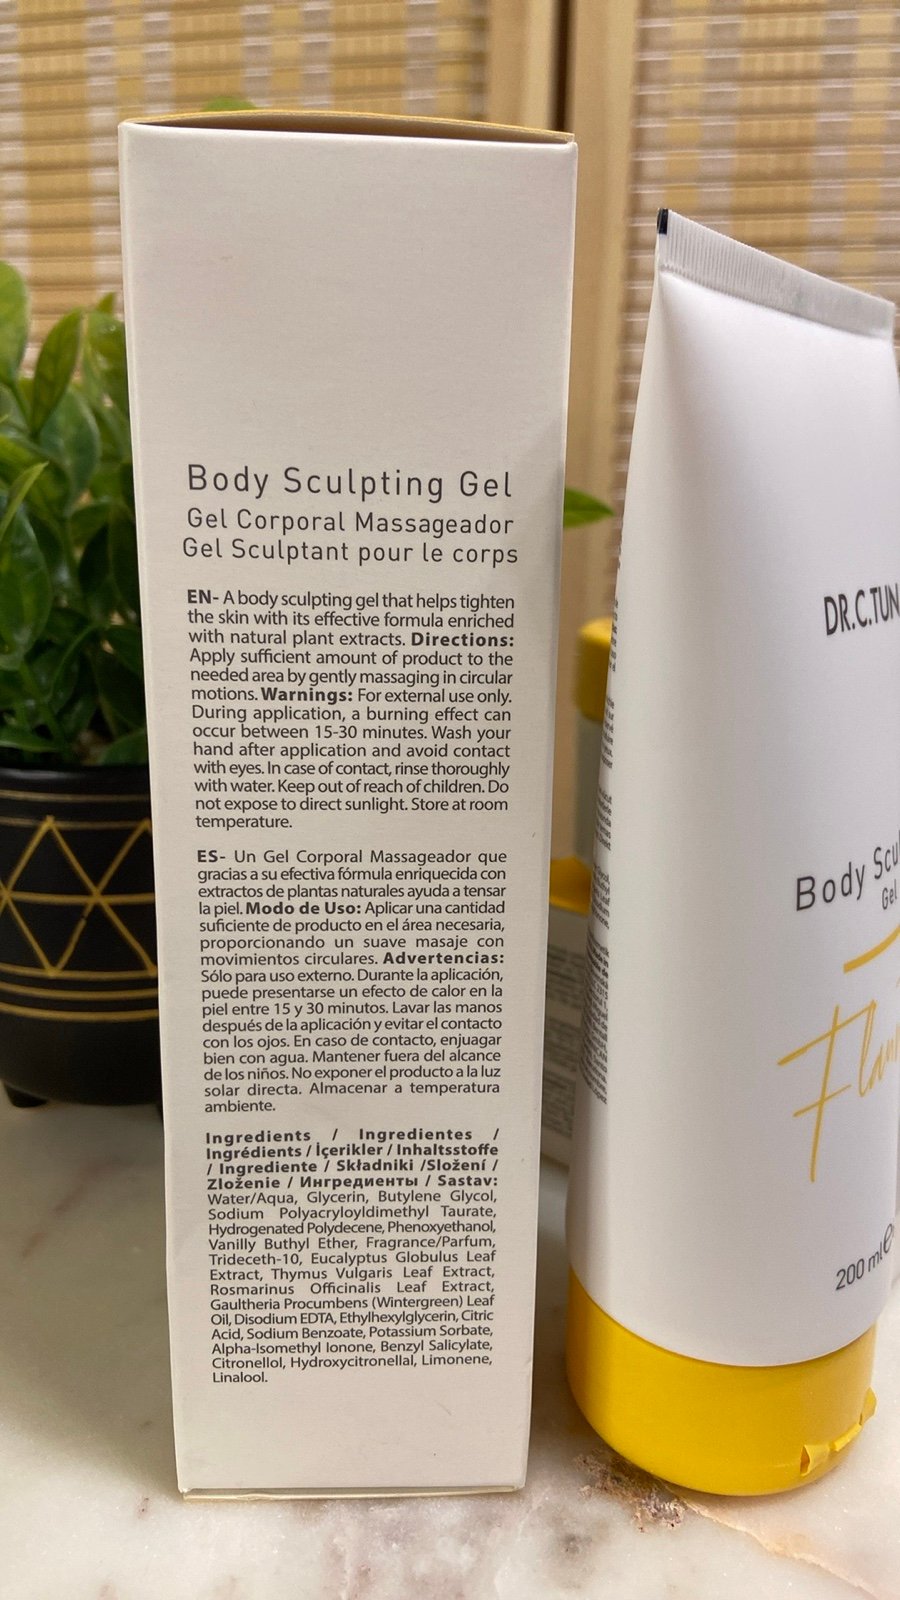 Body Sculpting Gel
Gel Corporal Massageador
Gel Sculptant pour le corps
EN- A body sculpting gel that helps tighten
the skin with its effective formula enriched
with natural plant extracts. Directions:
Apply sufficient amount of product to the
needed area by gently massaging in circular
motions. Warnings: For external use only.
During application, a burning effect can
occur between 15-30 minutes. Wash your
hand after application and avoid contact
with eyes. In case of contact, rinse thoroughly
with water. Keep out of reach of children. Do
not expose to direct sunlight. Store at room
temperature.
ES- Un Gel Corporal Massageador que
gracias a su efectiva fórmula enriquecida con
extractos de plantas naturales ayuda a tensar
la piel. Modo de Uso: Aplicar una cantidad
suficiente de producto en el área necesaria,
proporcionando un suave masaje con
movimientos circulares. Advertencias:
Sólo para uso externo. Durante la aplicación,
puede presentarse un efecto de calor en la
piel entre 15 y 30 minutos. Lavar las manos
después de la aplicación y evitar el contacto
con los ojos. En caso de contacto, enjuagar
bien con agua. Mantener fuera del alcance
de los niños. No exponer el producto a la luz
solar directa. Almacenar a temperatura
ambiente.
Ingredients / Ingredientes /
Ingrédients / İçerikler / Inhaltsstoffe
/ Ingrediente / Składniki /Složení /
Zloženie / Ингредиенты / Sastav:
Water/Aqua, Glycerin, Butylene Glycol,
Sodium Polyacryloyldimethyl Taurate,
Hydrogenated Polydecene, Phenoxyethanol,
Vanilly Buthyl Ether, Fragrance/Parfum,
Trideceth-10, Eucalyptus Globulus Leaf
Extract, Thymus Vulgaris Leaf Extract,
Rosmarinus Officinalis Leaf Extract,
Gaultheria Procumbens (Wintergreen) Leaf
Oil, Disodium EDTA, Ethylhexylglycerin, Citric
Acid, Sodium Benzoate, Potassium Sorbate,
Alpha-Isomethyl Ionone, Benzyl Salicylate,
Citronellol, Hydroxycitronellal, Limonene,
Linalool.
DR.C.TUN
Body Scu
Gel
200 ml e